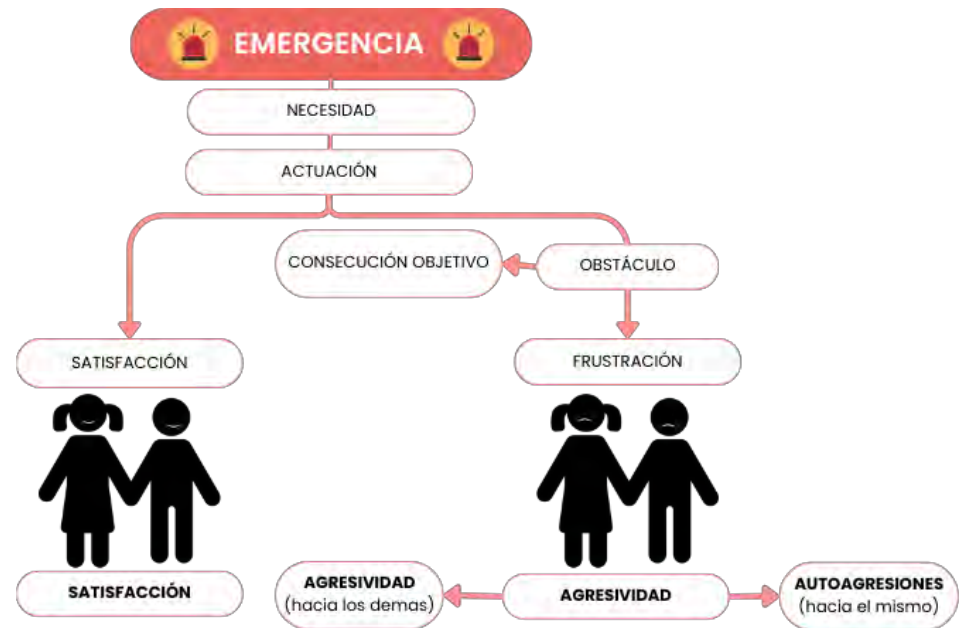 EMERGENCIA
NECESIDAD
ACTUACIÓN
CONSECUCIÓN OBJETIVO
OBSTÁCULO
SATISFACCIÓN
FRUSTRACIÓN
SATISFACCIÓN
AGRESIVIDAD
(hacia los demas)
AGRESIVIDAD
AUTOAGRESIONES
(hacia el mismo)